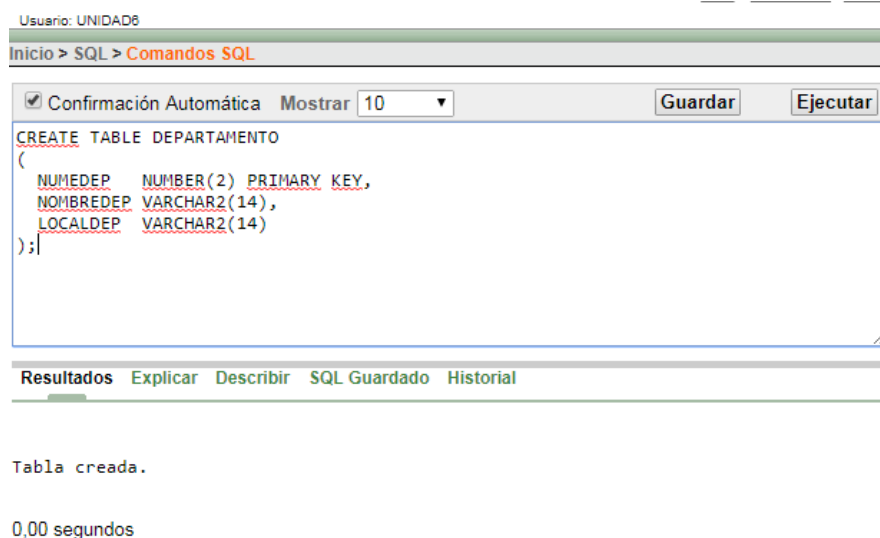 Usuario: UNIDAD6
Inicio > SQL > Comandos SQL
Confirmación Automática Mostrar 10 Guardar Ejecutar
CREATE TABLE DEPARTAMENTO
(
NUMEDEP NUMBER(2) PRIMARY KEY,
NOMBREDEP VARCHAR2(14),
LOCALDEP VARCHAR2(14)
);
Resultados Explicar Describir SQL Guardado Historial
Tabla creada.
0,00 segundos